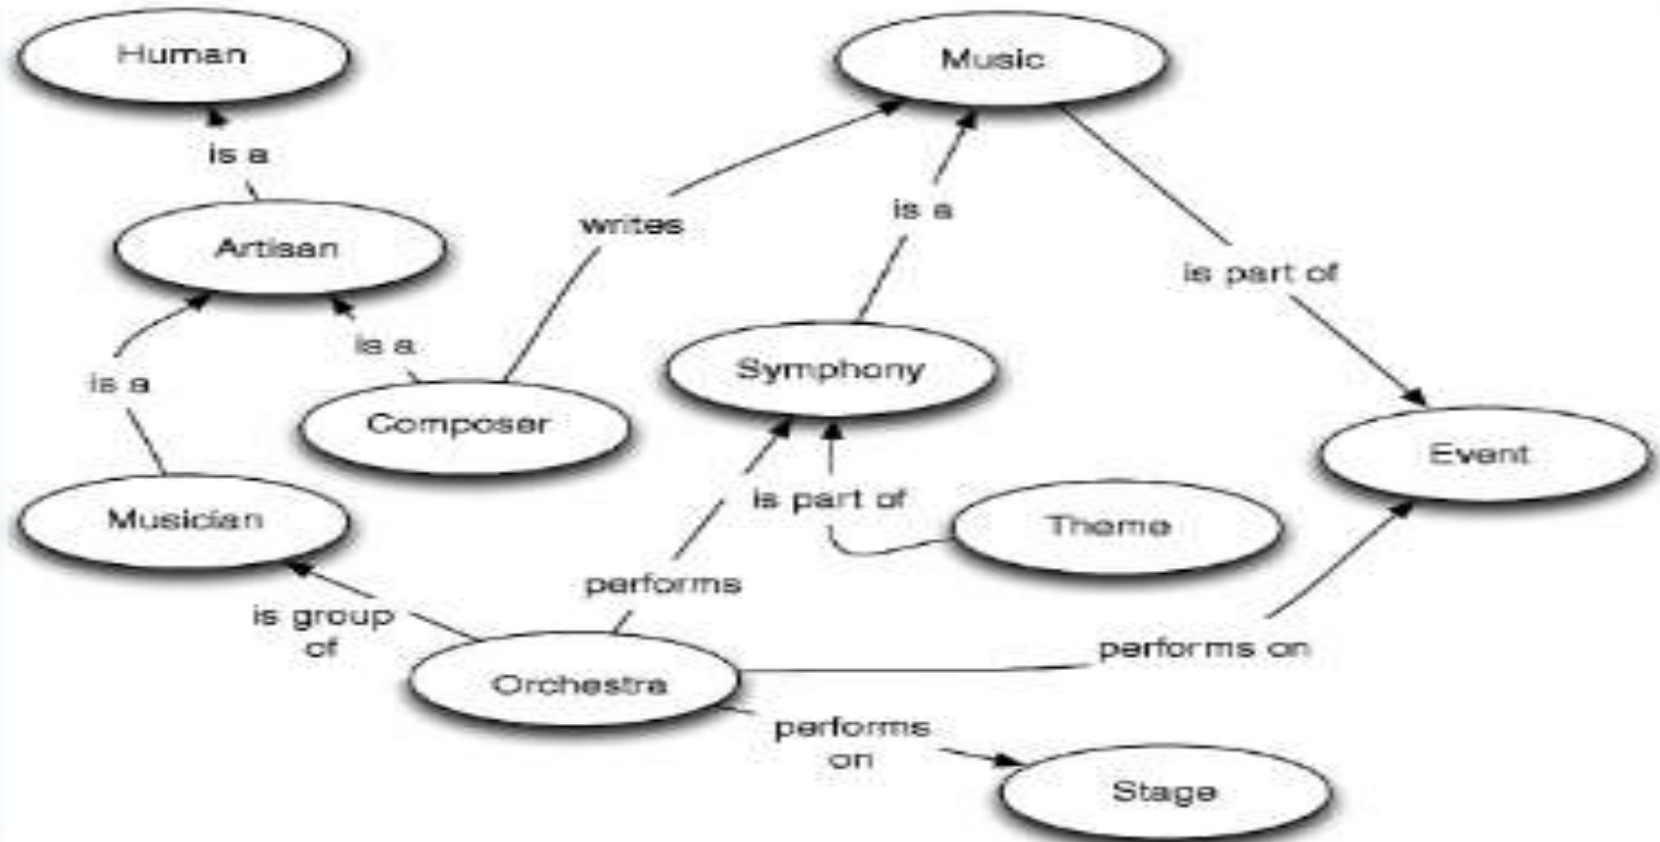 Human
Music
is a
writes
is a
Artisan
is part of
is a
is a
Symphony
Composer
Event
Musician
is part of
Theme
performs
is group
of
performs on
Orchestra
performs
on
Stage